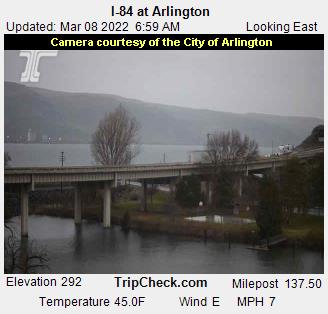 I-84 at Arlington
Updated: Mar 08 2022 6:59 AM Looking East
Camera courtesy of the City of Arlington
Elevation 292 TripCheck.com Milepost 137.50
Temperature 45.0F Wind E MPH 7